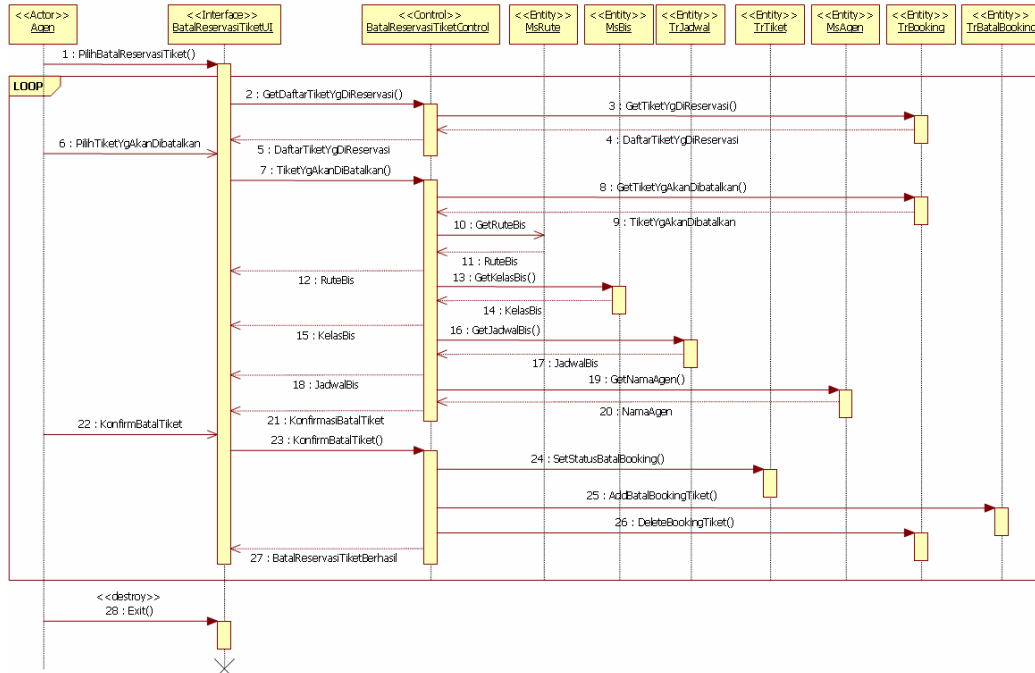 <<Actor>>
Agen
<<Interface>>
BatalReservasiTiketUI
<<Control>>
BatalReservasiTiketControl
<<Entity>>
MsRute
<<Entity>>
MsBis
<<Entity>>
TrJadwal
<<Entity>>
TrTiket
<<Entity>>
MsAgen
<<Entity>>
TrBooking
<<Entity>>
TrBatalBooking
1 : PilihBatalReservasiTiket()
LOOP
2 : GetDaftarTiketYgDiReservasi()
3 : GetTiketYgDiReservasi()
4 : DaftarTiketYgDiReservasi
5 : DaftarTiketYgDiReservasi
6 : PilihTiketYgAkanDibatalkan
7 : TiketYgAkanDiBatalkan()
8 : GetTiketYgAkanDibatalkan()
9 : TiketYgAkanDibatalkan
10 : GetRuteBis
11 : RuteBis
12 : RuteBis
13 : GetKelasBis()
14 : KelasBis
15 : KelasBis
16 : GetJadwalBis()
17 : JadwalBis
18 : JadwalBis
19 : GetNamaAgen()
20 : NamaAgen
21 : KonfirmasiBatalTiket
22 : KonfirmBatalTiket
23 : KonfirmBatalTiket()
24 : SetStatusBatalBooking()
25 : AddBatalBookingTiket()
26 : DeleteBookingTiket()
27 : BatalReservasiTiketBerhasil
<<destroy>>
28 : Exit()